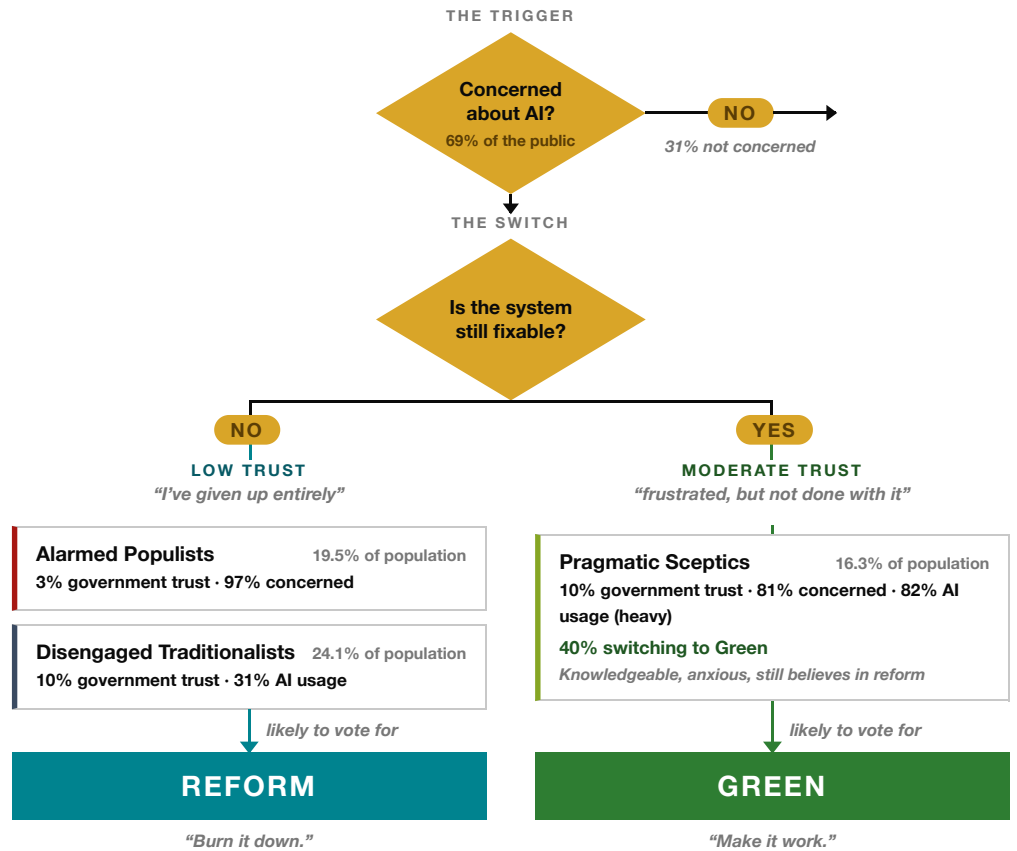 THE TRIGGER
Concerned
about AI?
69% of the public
NO
31% not concerned
THE SWITCH
Is the system
still fixable?
NO
LOW TRUST
“I’ve given up entirely”
YES
MODERATE TRUST
“frustrated, but not done with it”
Alarmed Populists 19.5% of population
3% government trust · 97% concerned
Disengaged Traditionalists 24.1% of population
10% government trust · 31% AI usage
likely to vote for
REFORM
“Burn it down.”
Pragmatic Sceptics 16.3% of population
10% government trust · 81% concerned · 82% AI
usage (heavy)
40% switching to Green
Knowledgeable, anxious, still believes in reform
likely to vote for
GREEN
“Make it work.”